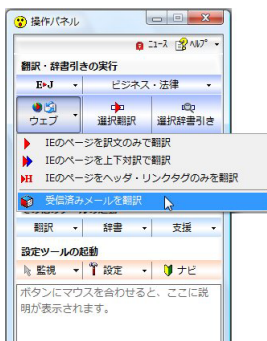 操作パネル
ニュース ヘルプ
翻訳・辞書引きの実行
E▸J ビジネス・法律
ウェブ 選択翻訳 選択辞書引き
IEのページを訳文のみで翻訳
IEのページを上下対訳で翻訳
IEのページをヘッダ・リンクタグのみを翻訳
受信済みメールを翻訳
翻訳 辞書 支援
設定ツールの起動
監視 設定 ナビ
ボタンにマウスを合わせると、ここに説
明が表示されます。